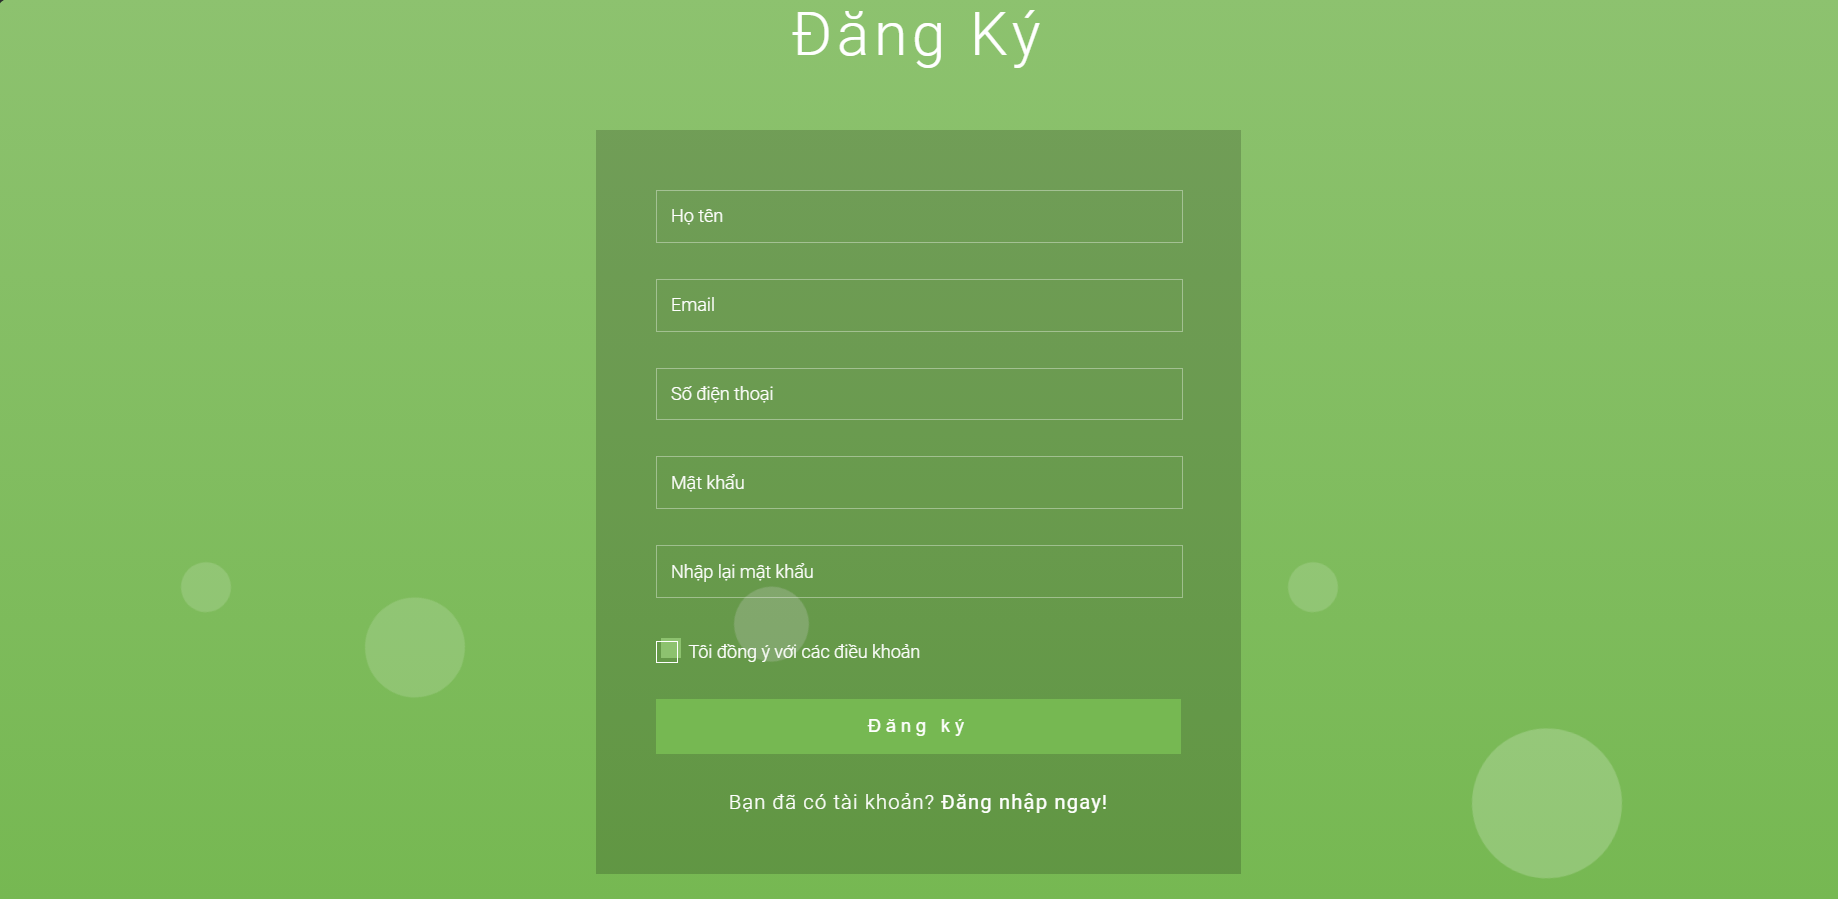 Đăng Ký
Họ tên
Email
Số điện thoại
Mật khẩu
Nhập lại mật khẩu
Tôi đồng ý với các điều khoản
Đăng ký
Bạn đã có tài khoản? Đăng nhập ngay!